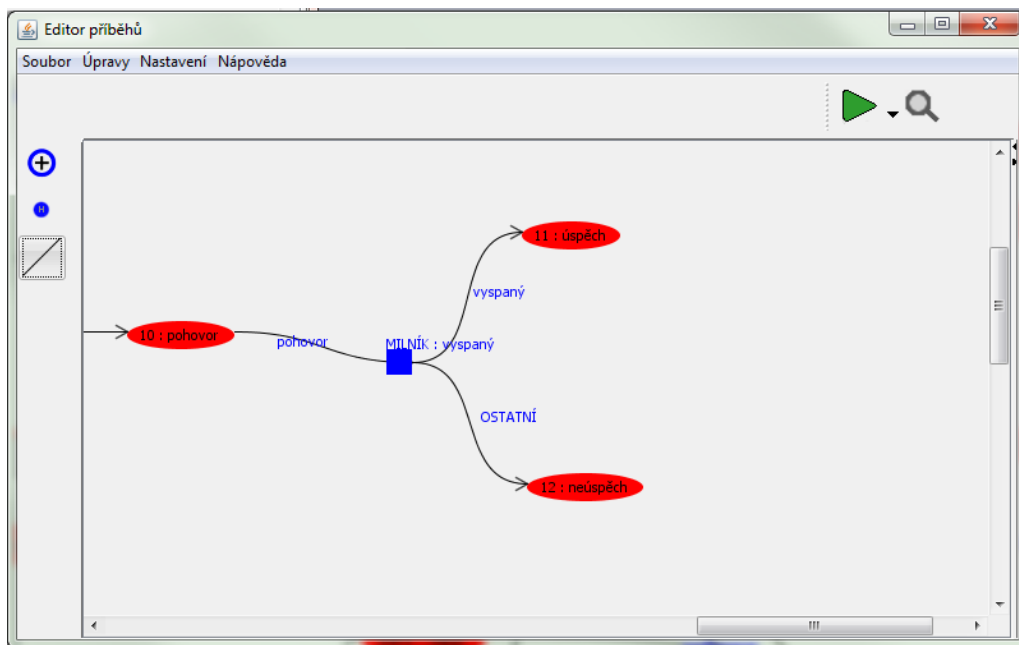 Editor příběhů
Soubor Úpravy Nastavení Nápověda
H
11 : úspěch
vyspaný
10 : pohovor
pohovor
MILNÍK : vyspaný
OSTATNÍ
12 : neúspěch